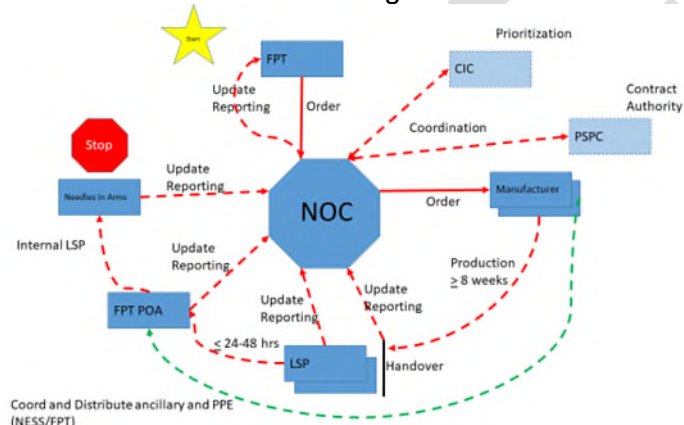 Start
Prioritization
FPT
CIC
Update
Reporting
Order
Contract
Authority
Coordination
PSPC
Stop
Update
Reporting
Needles In Arms
NOC
Manufacturer
Order
Internal LSP
Update
Reporting
Production
≥ 8 weeks
Update
Reporting
Update
Reporting
FPT POA
≤ 24-48 hrs
LSP
Handover
Coord and Distribute ancillary and PPE
(NESS/FPT)